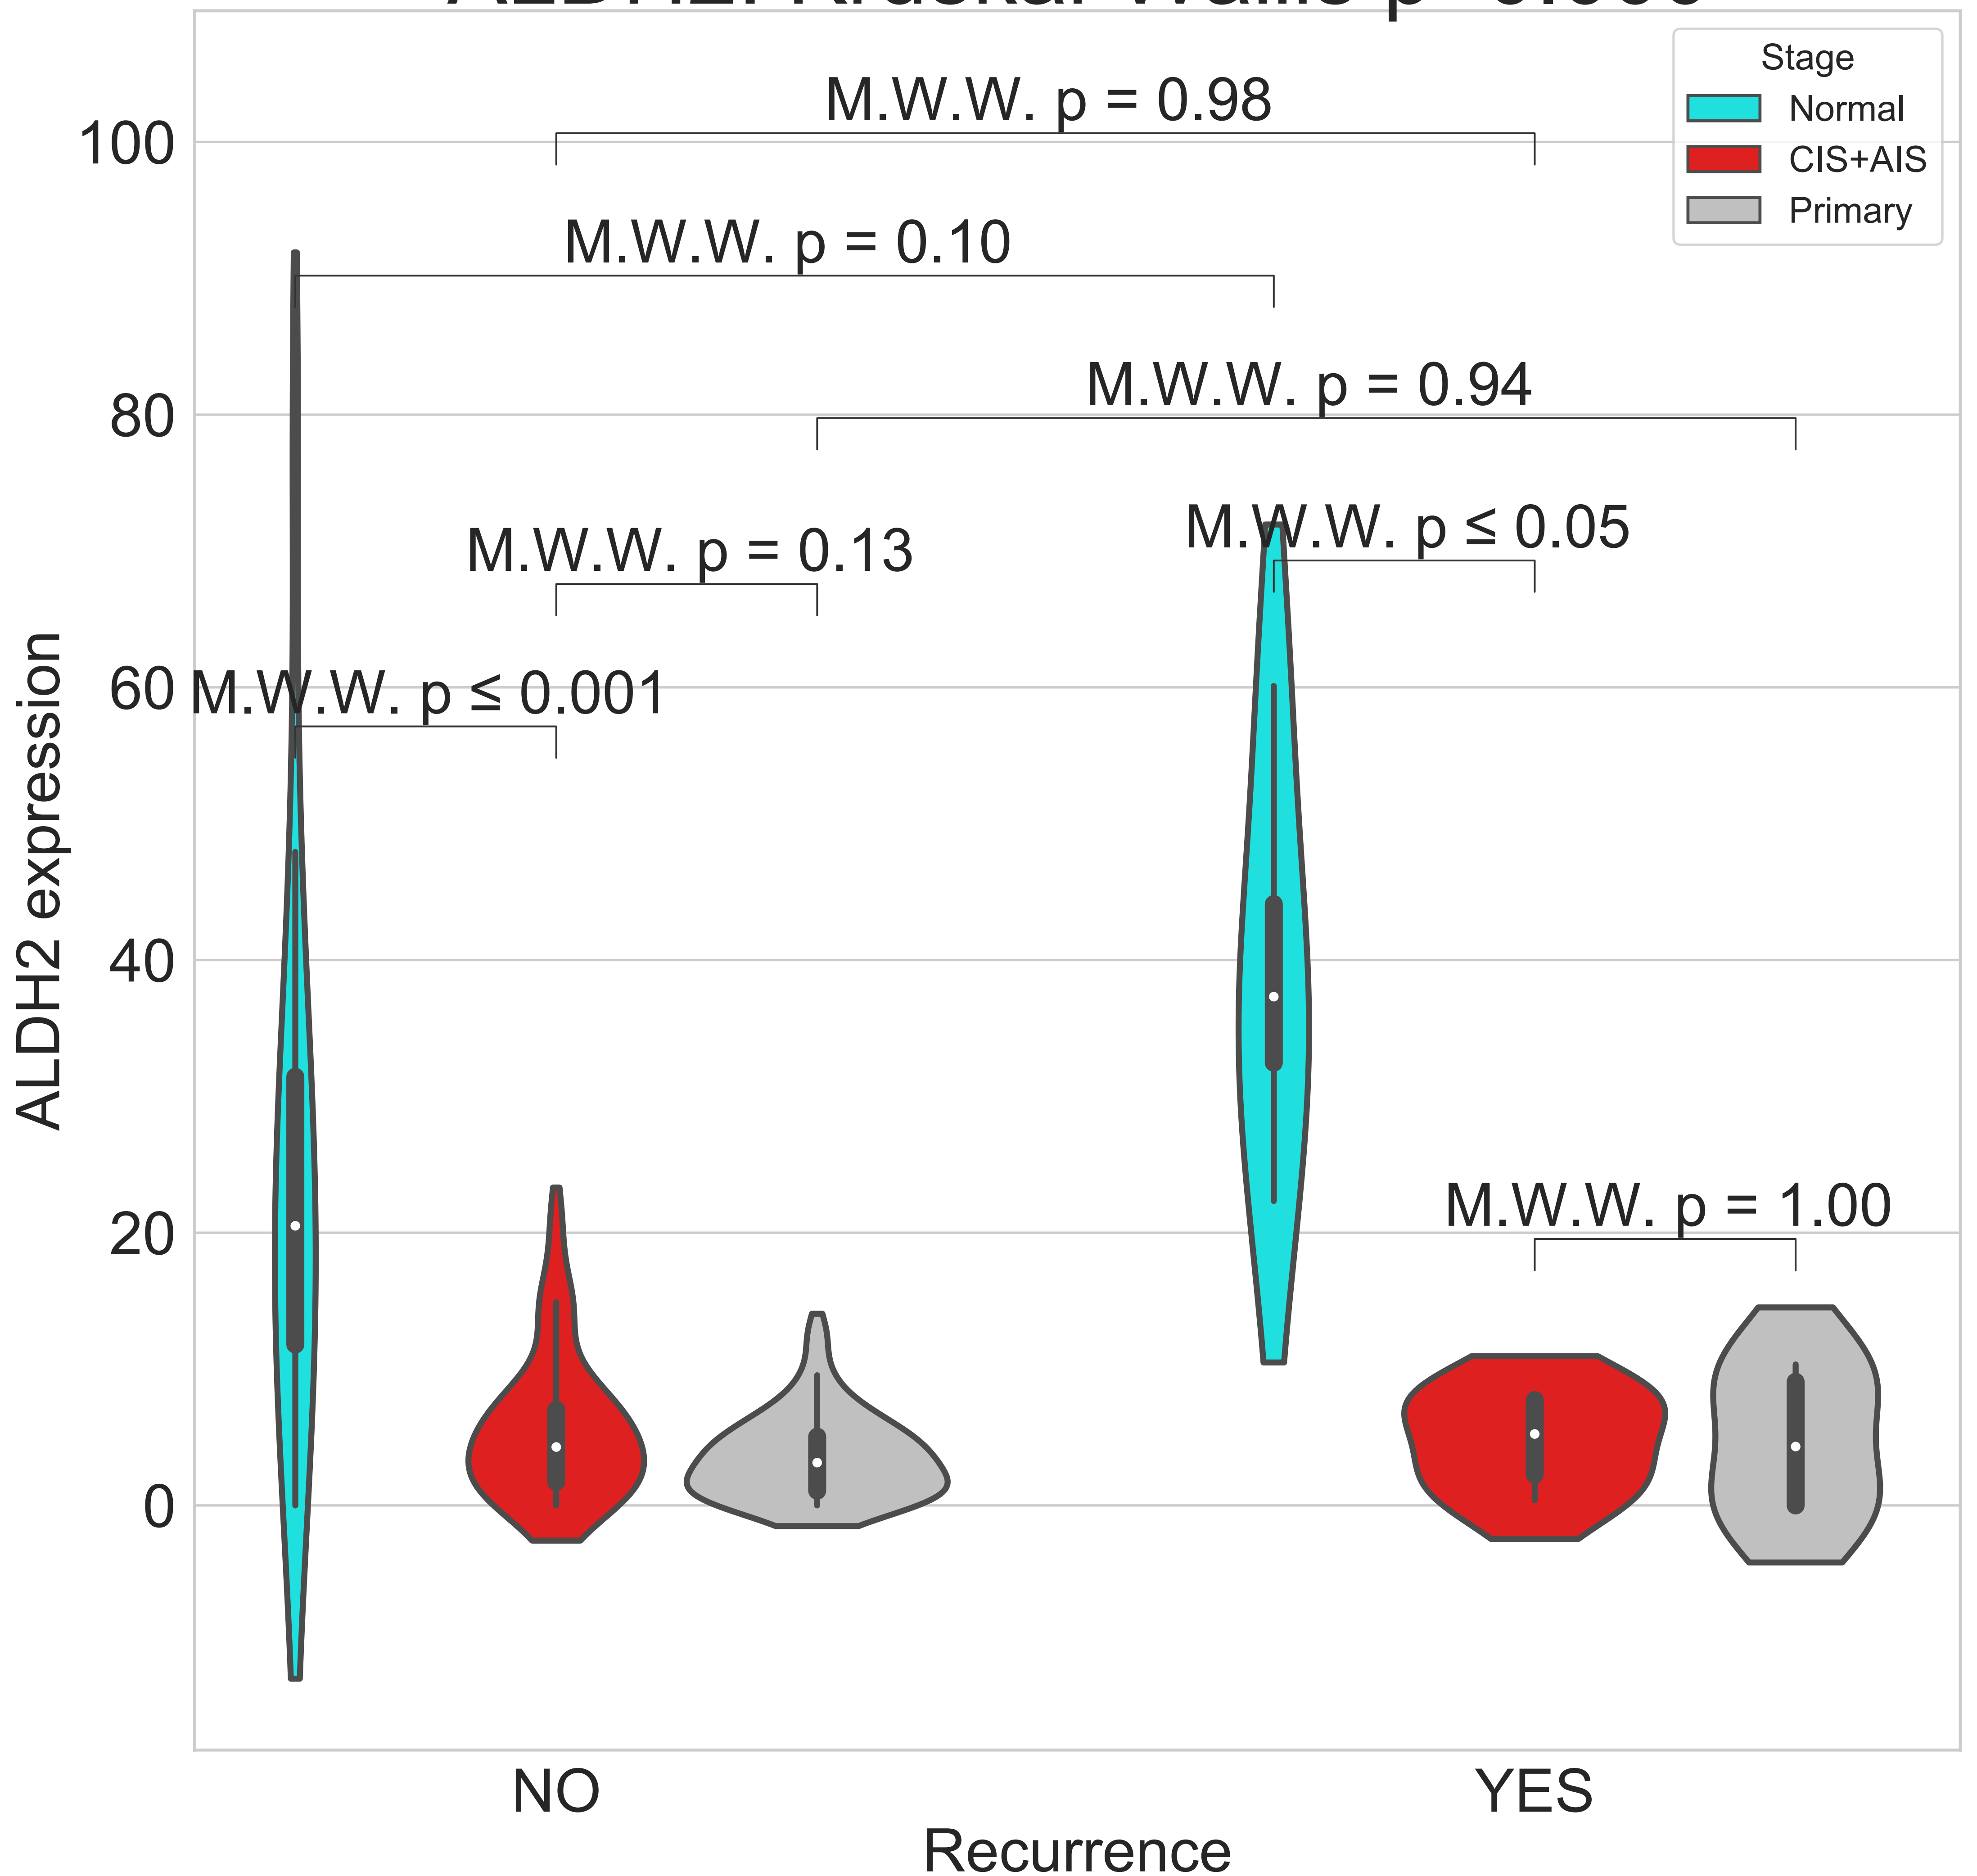 Stage
Normal
CIS+AIS
Primary
M.W.W. p = 0.98
M.W.W. p = 0.10
M.W.W. p = 0.94
M.W.W. p ≤ 0.05
M.W.W. p = 0.13
M.W.W. p ≤ 0.001
M.W.W. p = 1.00
100
80
60
40
20
0
ALDH2 expression
NO
YES
Recurrence